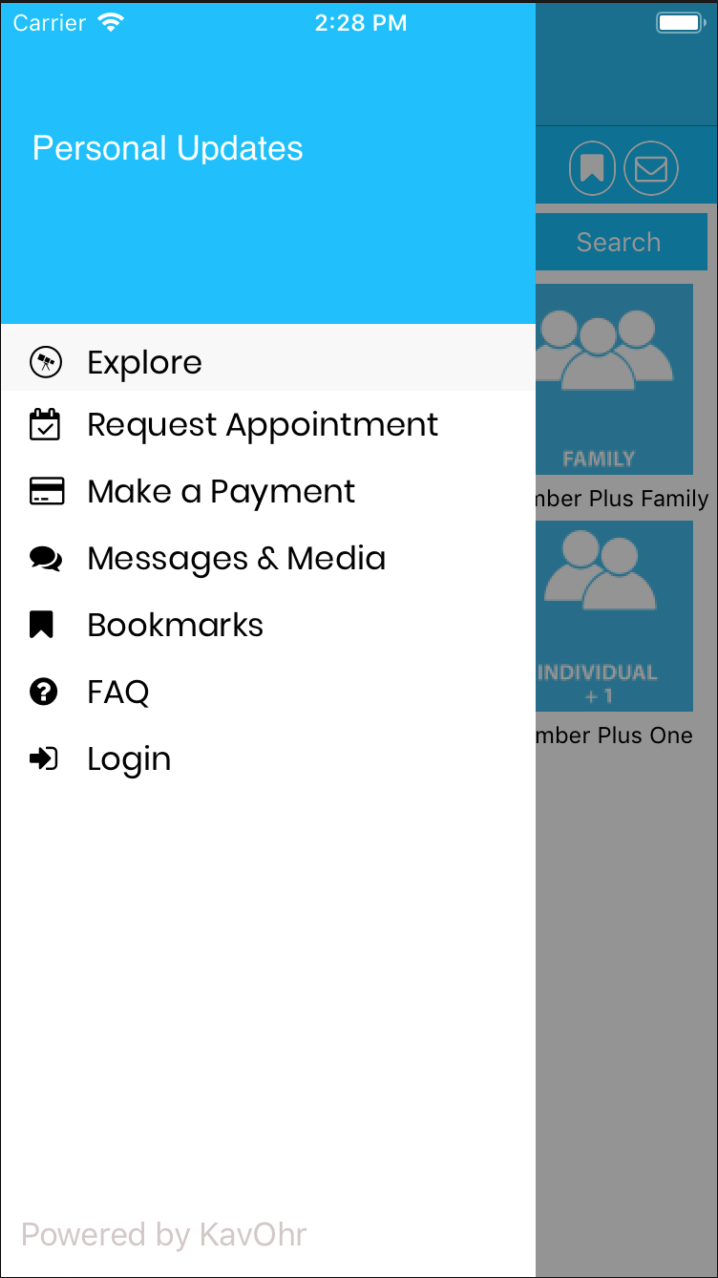 Carrier
2:28 PM
Personal Updates
Search
Explore
Request Appointment
Make a Payment
Messages & Media
Bookmarks
FAQ
Login
FAMILY
mber Plus Family
INDIVIDUAL
+ 1
mber Plus One
Powered by KavOhr